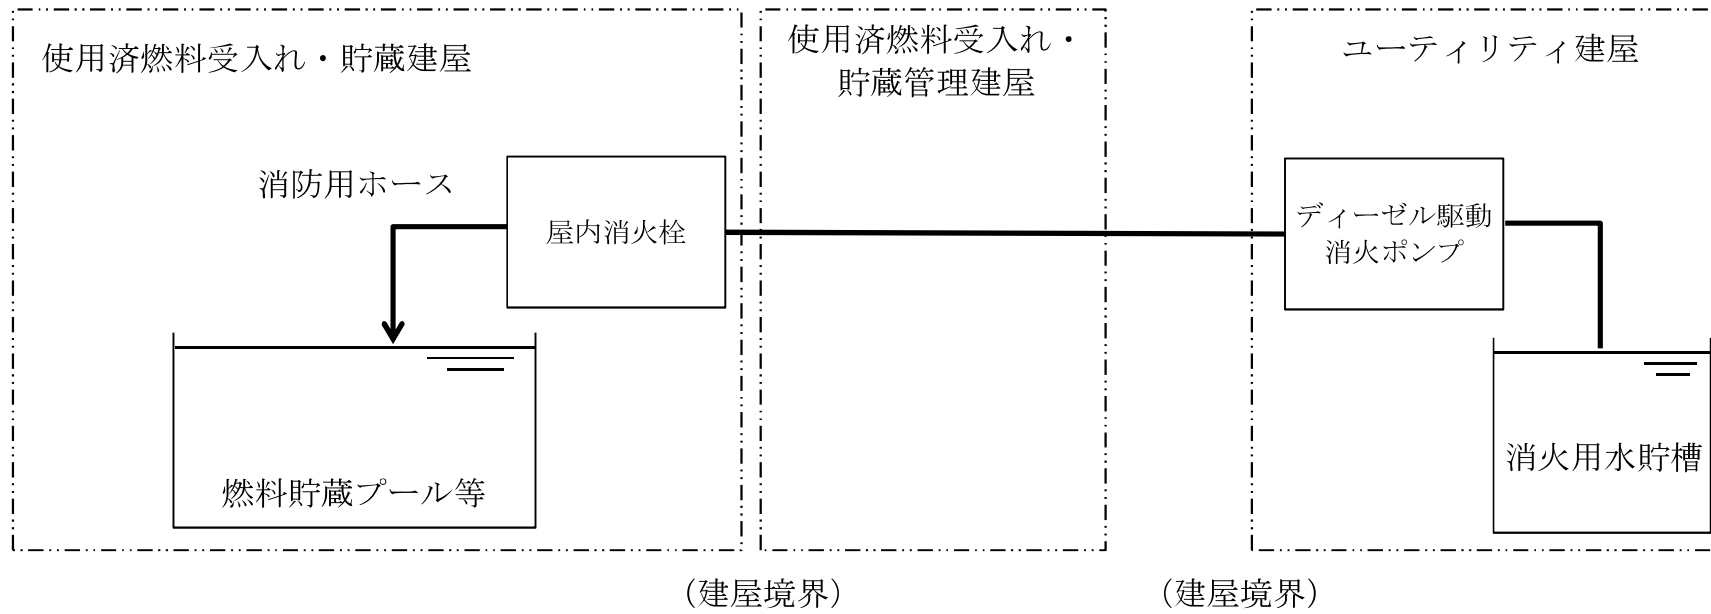 使用済燃料受入れ・貯蔵建屋
使用済燃料受入れ・
貯蔵管理建屋
ユーティリティ建屋
消防用ホース
屋内消火栓
ディーゼル駆動
消火ポンプ
燃料貯蔵プール等
消火用水貯槽
（建屋境界）
（建屋境界）